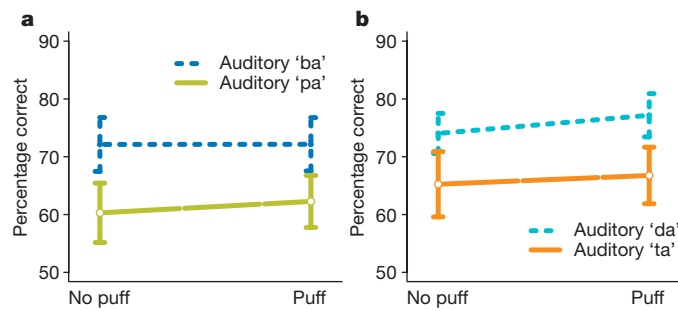 a
Percentage correct
90
80
70
60
50
Auditory ‘ba’
Auditory ‘pa’
No puff
Puff
b
Percentage correct
90
80
70
60
50
Auditory ‘da’
Auditory ‘ta’
No puff
Puff